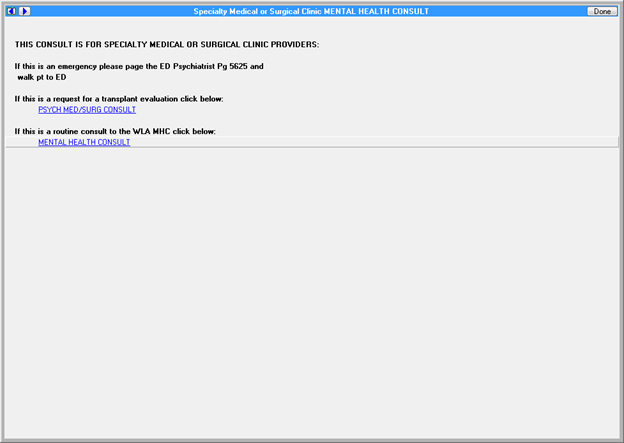 Specialty Medical or Surgical Clinic MENTAL HEALTH CONSULT
Done
THIS CONSULT IS FOR SPECIALTY MEDICAL OR SURGICAL CLINIC PROVIDERS:
If this is an emergency please page the ED Psychiatrist Pg 5625 and
walk pt to ED
If this is a request for a transplant evaluation click below:
PSYCH MED/SURG CONSULT
If this is a routine consult to the WLA MHC click below:
MENTAL HEALTH CONSULT